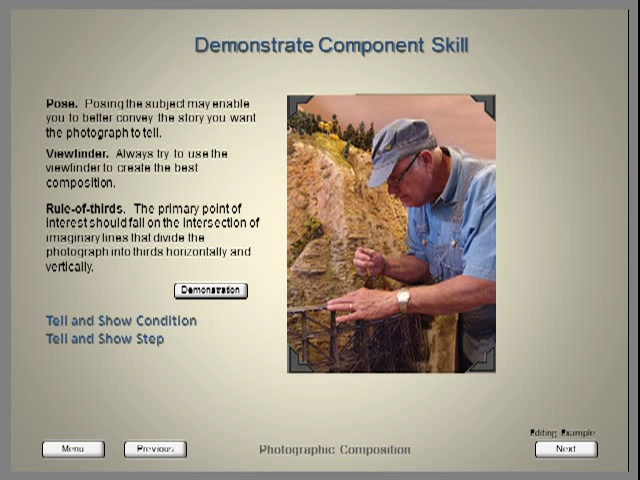 Demonstrate Component Skill
Pose. Posing the subject may enable
you to better convey the story you want
the photograph to tell.
Viewfinder. Always try to use the
viewfinder to create the best
composition.
Rule-of-thirds. The primary point of
interest should fall on the intersection of
imaginary lines that divide the
photograph into thirds horizontally and
vertically.
Demonstration
Tell and Show Condition
Tell and Show Step
Editing Example
Menu
Previous
Photographic Composition
Next